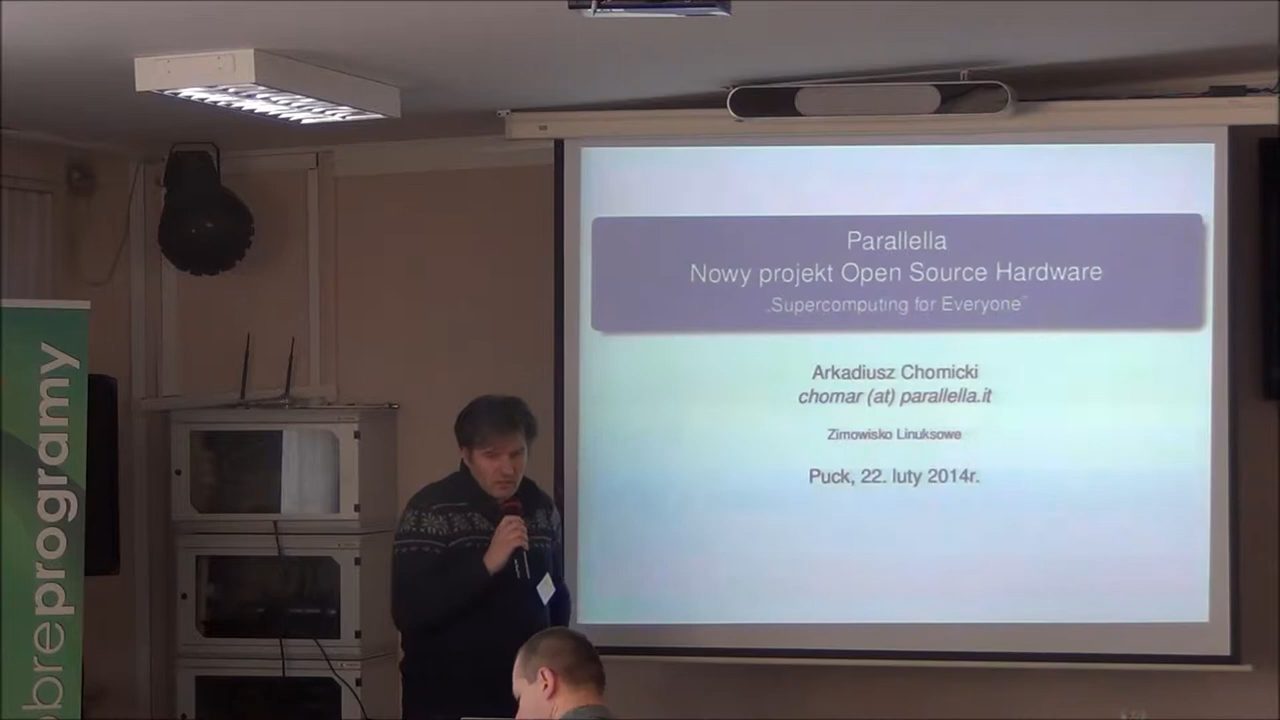 Parallella
Nowy projekt Open Source Hardware
„Supercomputing for Everyone”
Arkadiusz Chomicki
chomar (at) parallella.it
Zimowisko Linuksowe
Puck, 22. luty 2014r.
obreprogramy